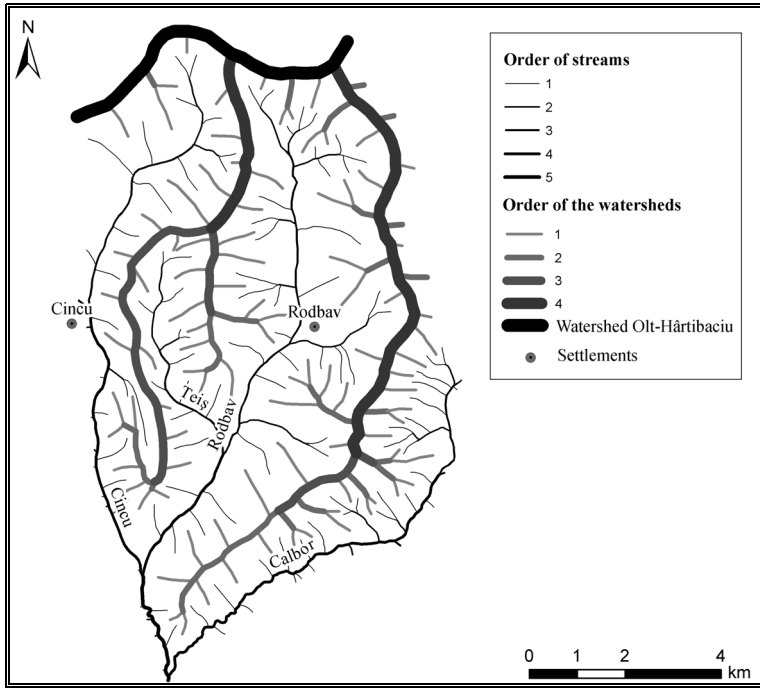 N
Order of streams
1
2
3
4
5
Order of the watersheds
1
2
3
4
Watershed Olt-Hârtibaciu
Settlements
Cincu
Rodbav
Teiș
Rodbav
Cincu
Calbor
0 1 2 4
km